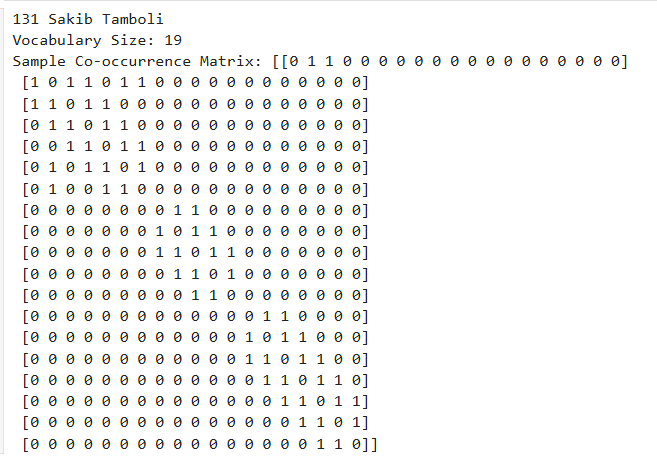 131 Sakib Tamboli
Vocabulary Size: 19
Sample Co-occurrence Matrix: [[0 1 1 0 0 0 0 0 0 0 0 0 0 0 0 0 0 0 0]
[1 0 1 1 0 1 1 0 0 0 0 0 0 0 0 0 0 0 0]
[1 1 0 1 1 0 0 0 0 0 0 0 0 0 0 0 0 0 0]
[0 1 1 0 1 1 0 0 0 0 0 0 0 0 0 0 0 0 0]
[0 0 1 1 0 1 1 0 0 0 0 0 0 0 0 0 0 0 0]
[0 1 0 1 1 0 1 0 0 0 0 0 0 0 0 0 0 0 0]
[0 1 0 0 1 1 0 0 0 0 0 0 0 0 0 0 0 0 0]
[0 0 0 0 0 0 0 0 1 1 0 0 0 0 0 0 0 0 0]
[0 0 0 0 0 0 0 1 0 1 1 0 0 0 0 0 0 0 0]
[0 0 0 0 0 0 0 1 1 0 1 1 0 0 0 0 0 0 0]
[0 0 0 0 0 0 0 0 1 1 0 1 0 0 0 0 0 0 0]
[0 0 0 0 0 0 0 0 0 1 1 0 0 0 0 0 0 0 0]
[0 0 0 0 0 0 0 0 0 0 0 0 0 1 1 0 0 0 0]
[0 0 0 0 0 0 0 0 0 0 0 0 1 0 1 1 0 0 0]
[0 0 0 0 0 0 0 0 0 0 0 0 1 1 0 1 1 0 0]
[0 0 0 0 0 0 0 0 0 0 0 0 0 1 1 0 1 1 0]
[0 0 0 0 0 0 0 0 0 0 0 0 0 0 1 1 0 1 1]
[0 0 0 0 0 0 0 0 0 0 0 0 0 0 0 1 1 0 1]
[0 0 0 0 0 0 0 0 0 0 0 0 0 0 0 0 1 1 0]]